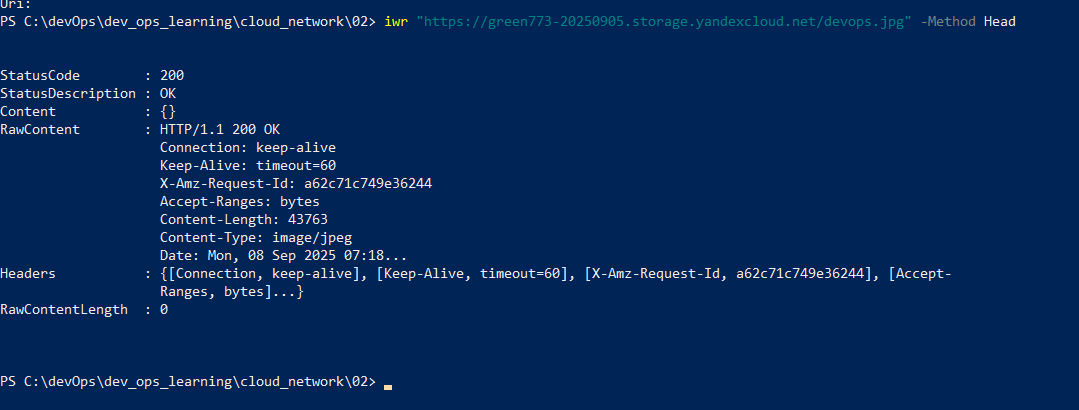 Uri:
PS C:\devOps\dev_ops_learning\cloud_network\02> iwr "https://green773-20250905.storage.yandexcloud.net/devops.jpg" -Method Head
StatusCode        : 200
StatusDescription : OK
Content           : {}
RawContent        : HTTP/1.1 200 OK
                    Connection: keep-alive
                    Keep-Alive: timeout=60
                    X-Amz-Request-Id: a62c71c749e36244
                    Accept-Ranges: bytes
                    Content-Length: 43763
                    Content-Type: image/jpeg
                    Date: Mon, 08 Sep 2025 07:18...
Headers           : {[Connection, keep-alive], [Keep-Alive, timeout=60], [X-Amz-Request-Id, a62c71c749e36244], [Accept-
                    Ranges, bytes]...}
RawContentLength  : 0
PS C:\devOps\dev_ops_learning\cloud_network\02>